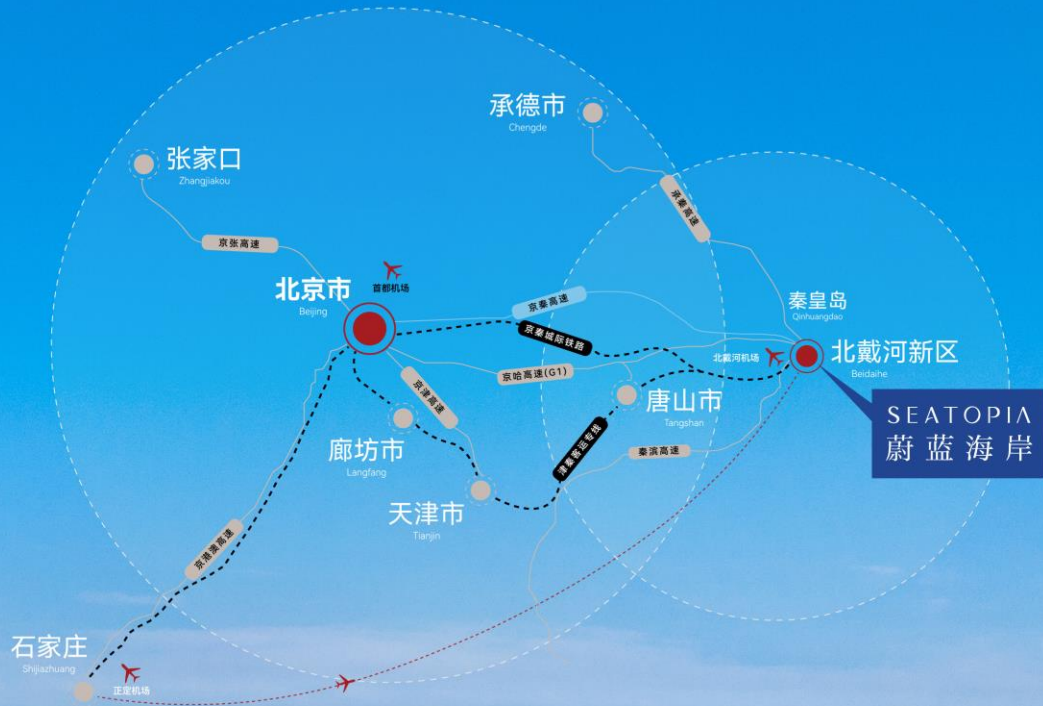 承德市
Chengde
张家口
Zhangjiakou
承秦高速
京张高速
首都机场
北京市
Beijing
京秦高速
秦皇岛
Qinhuangdao
京秦城际铁路
北戴河机场
北戴河新区
Beidaihe
京哈高速(G1)
京津高速
唐山市
Tangshan
SEATOPIA
蔚蓝海岸
廊坊市
Langfang
津秦客运专线
秦滨高速
天津市
Tianjin
京港澳高速
石家庄
Shijiazhuang
正定机场